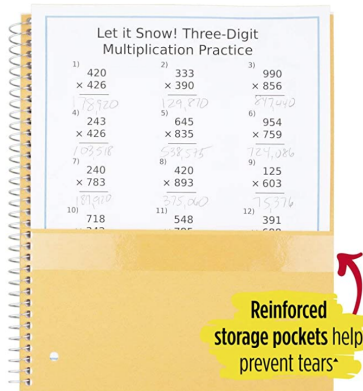 Let it Snow! Three-Digit
Multiplication Practice
1) 2) 3)
420 333 990
× 426 × 390 × 856
178920 129,870 847,440
4) 5) 6)
243 645 954
× 426 × 835 × 759
103,518 538,575 724,086
7) 8) 9)
240 420 125
× 783 × 893 × 603
187,920 375,060 75,375
10) 11) 12)
718 548 391
Reinforced
storage pockets help
prevent tears▲